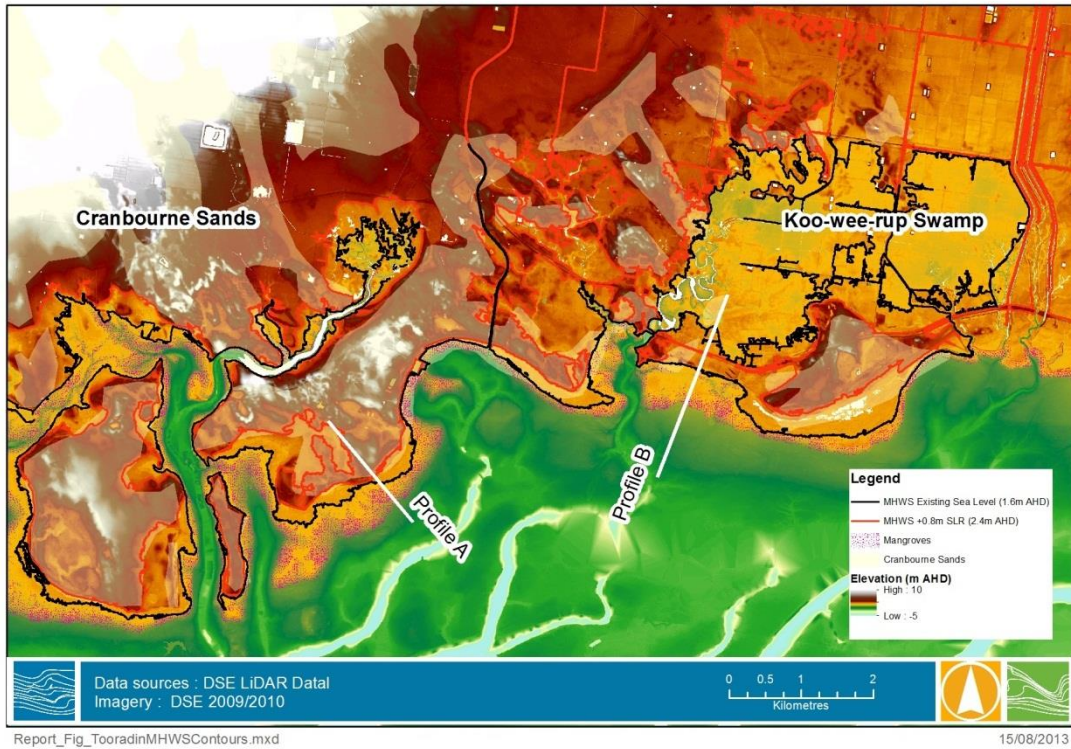 Cranbourne Sands
Koo-wee-rup Swamp
Profile A
Profile B
Legend
MHWS Existing Sea Level (1.6m AHD)
MHWS +0.8m SLR (2.4m AHD)
Mangroves
Cranbourne Sands
Elevation (m AHD)
High : 10
Low : -5
Data sources : DSE LiDAR Datal
Imagery : DSE 2009/2010
0 0.5 1 2
Kilometres
Report_Fig_TooradinMHWSContours.mxd
15/08/2013